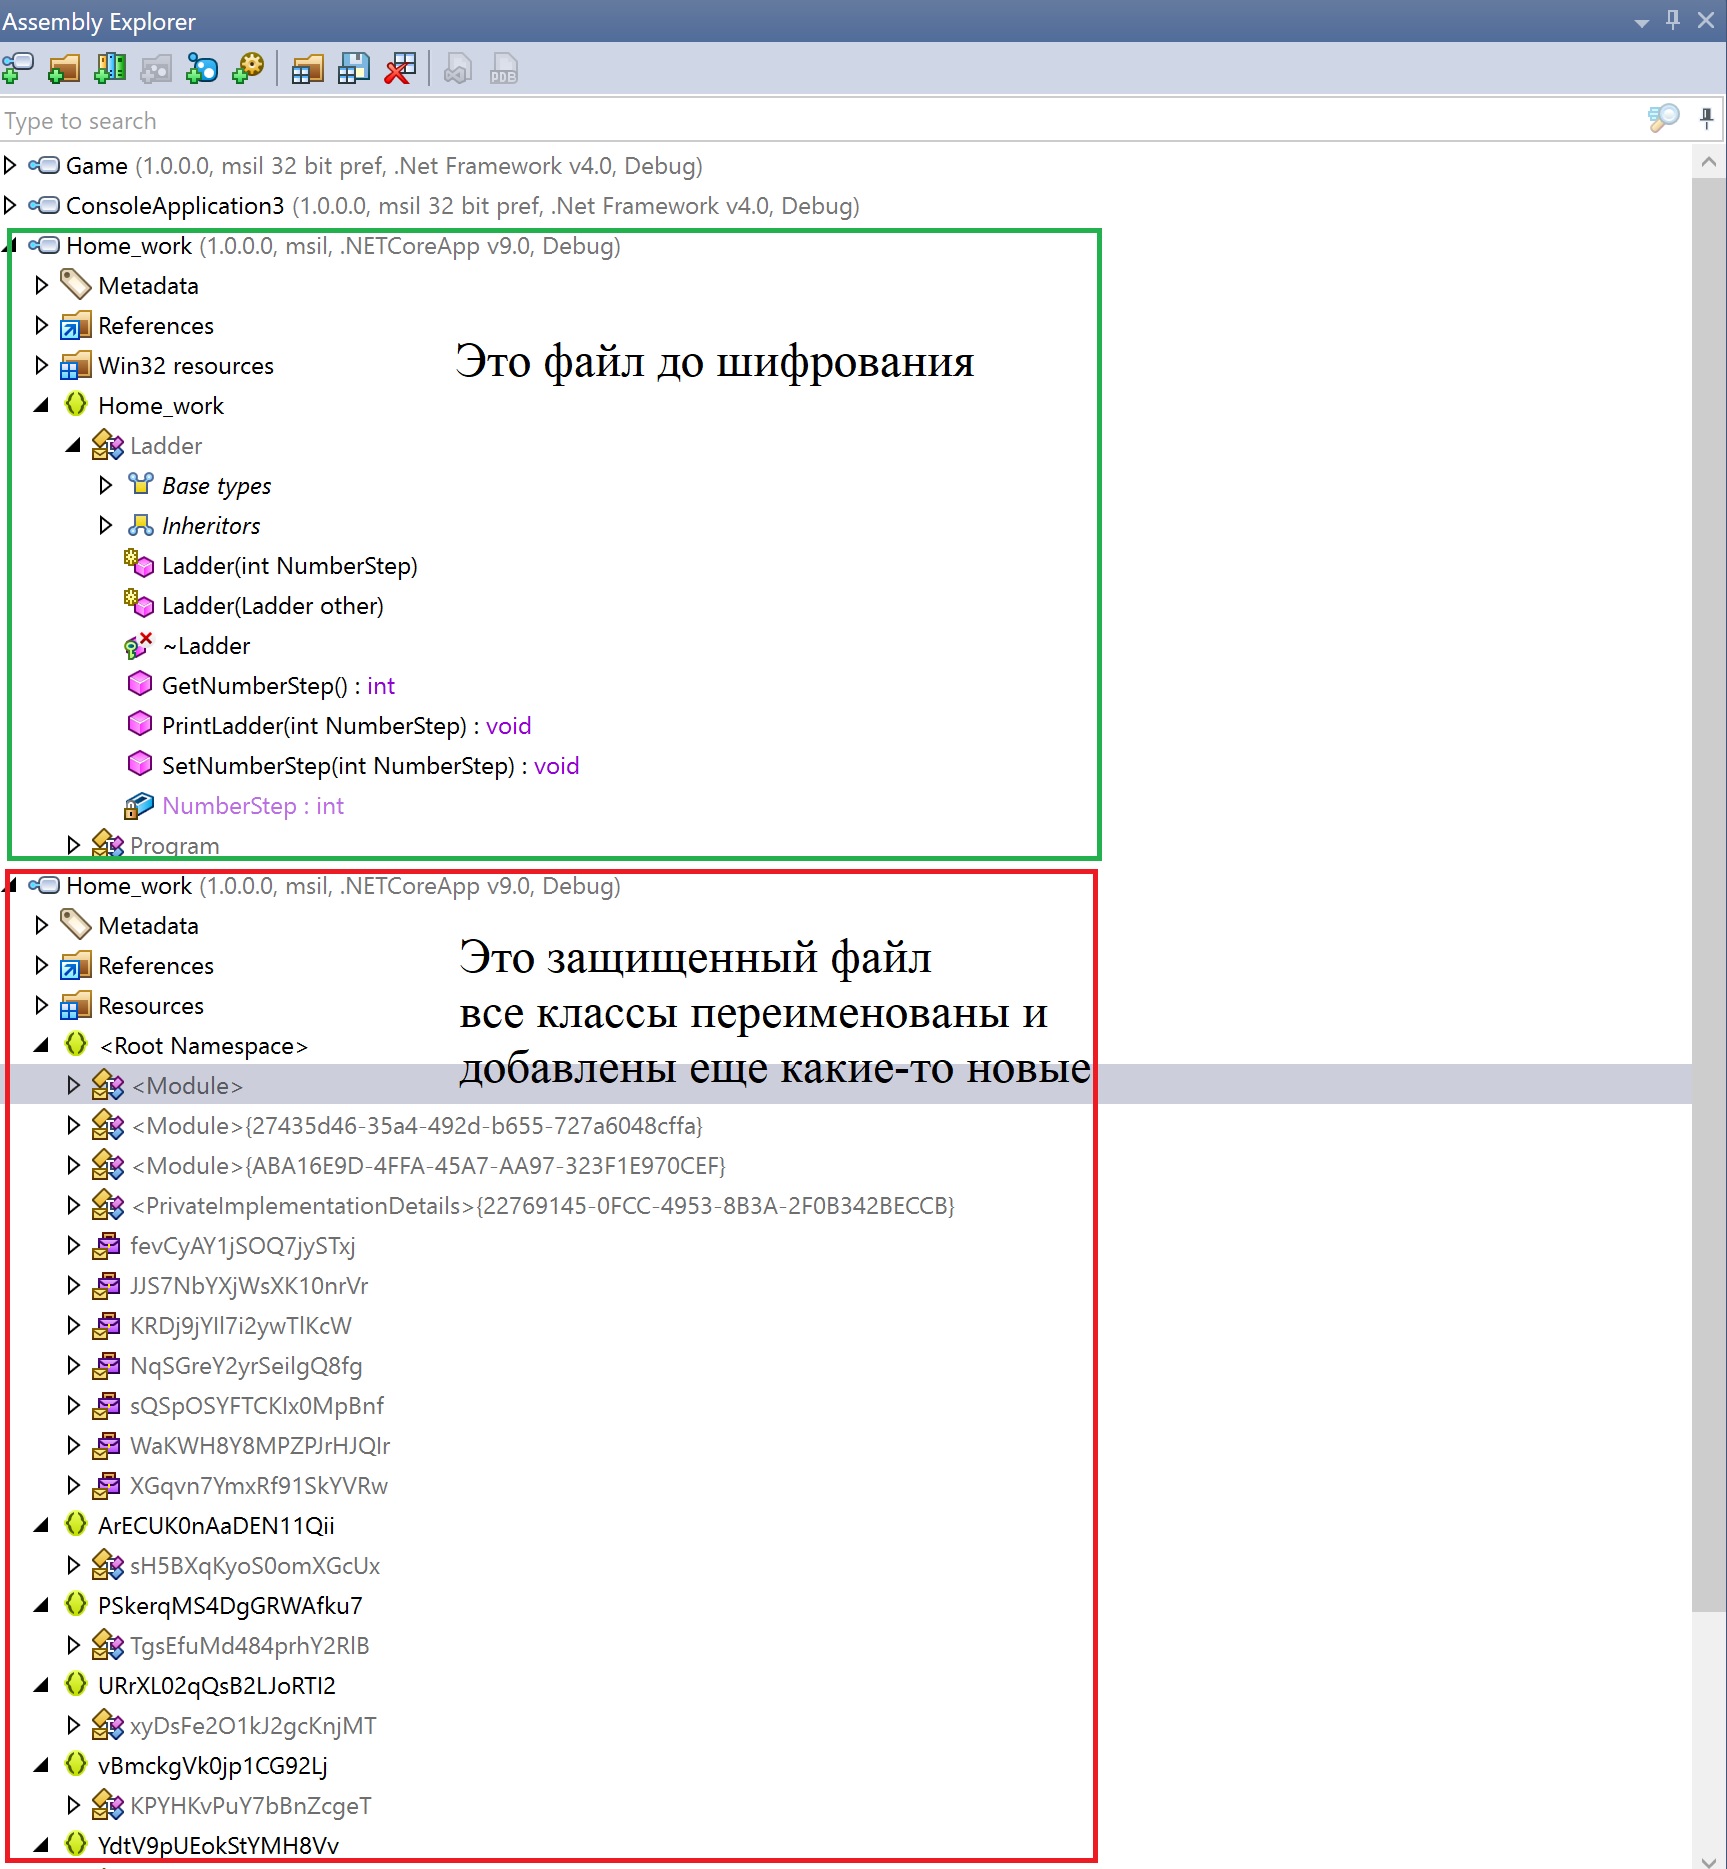 Assembly Explorer
PDB
Type to search
Game (1.0.0.0, msil 32 bit pref, .Net Framework v4.0, Debug)
ConsoleApplication3 (1.0.0.0, msil 32 bit pref, .Net Framework v4.0, Debug)
Home_work (1.0.0.0, msil, .NETCoreApp v9.0, Debug)
Metadata
References
Win32 resources
Это файл до шифрования
Home_work
Ladder
Base types
Inheritors
Ladder(int NumberStep)
Ladder(Ladder other)
~Ladder
GetNumberStep() : int
PrintLadder(int NumberStep) : void
SetNumberStep(int NumberStep) : void
NumberStep : int
Program
Home_work (1.0.0.0, msil, .NETCoreApp v9.0, Debug)
Metadata
References
Resources
Это защищенный файл
все классы переименованы и
добавлены еще какие-то новые
<Root Namespace>
<Module>
<Module>{27435d46-35a4-492d-b655-727a6048cffa}
<Module>{ABA16E9D-4FFA-45A7-AA97-323F1E970CEF}
<PrivateImplementationDetails>{22769145-0FCC-4953-8B3A-2F0B342BECCB}
fevCyAY1jSOQ7jySTxj
JJS7NbYXjWsXK10nrVr
KRDj9jYIl7i2ywTlKcW
NqSGreY2yrSeilgQ8fg
sQSpOSYFTCKIx0MpBnf
WaKWH8Y8MPZPJrHJQIr
XGqvn7YmxRf91SkYVRw
ArECUK0nAaDEN11Qii
sH5BXqKyoS0omXGcUx
PSkerqMS4DgGRWAfku7
TgsEfuMd484prhY2RlB
URrXL02qQsB2LJoRTI2
xyDsFe2O1kJ2gcKnjMT
vBmckgVk0jp1CG92Lj
KPYHKvPuY7bBnZcgeT
YdtV9pUEokStYMH8Vv